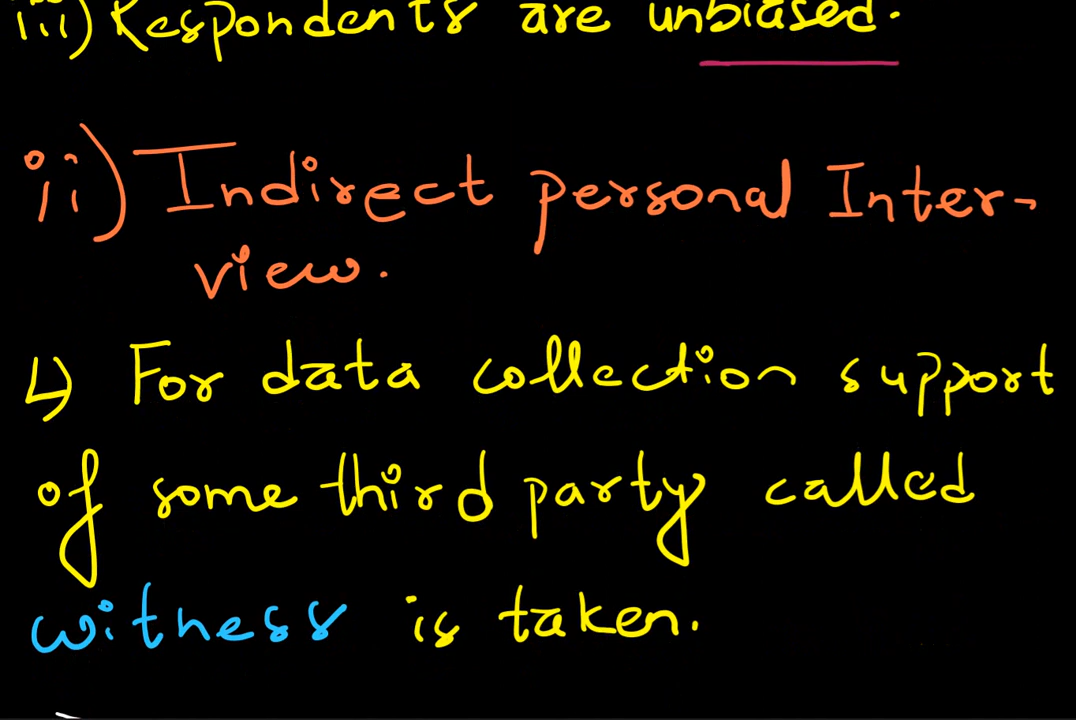 iii) Respondents are unbiased.
ii) Indirect personal Inter-
view.
↳ For data collection support
of some third party called
witness is taken.